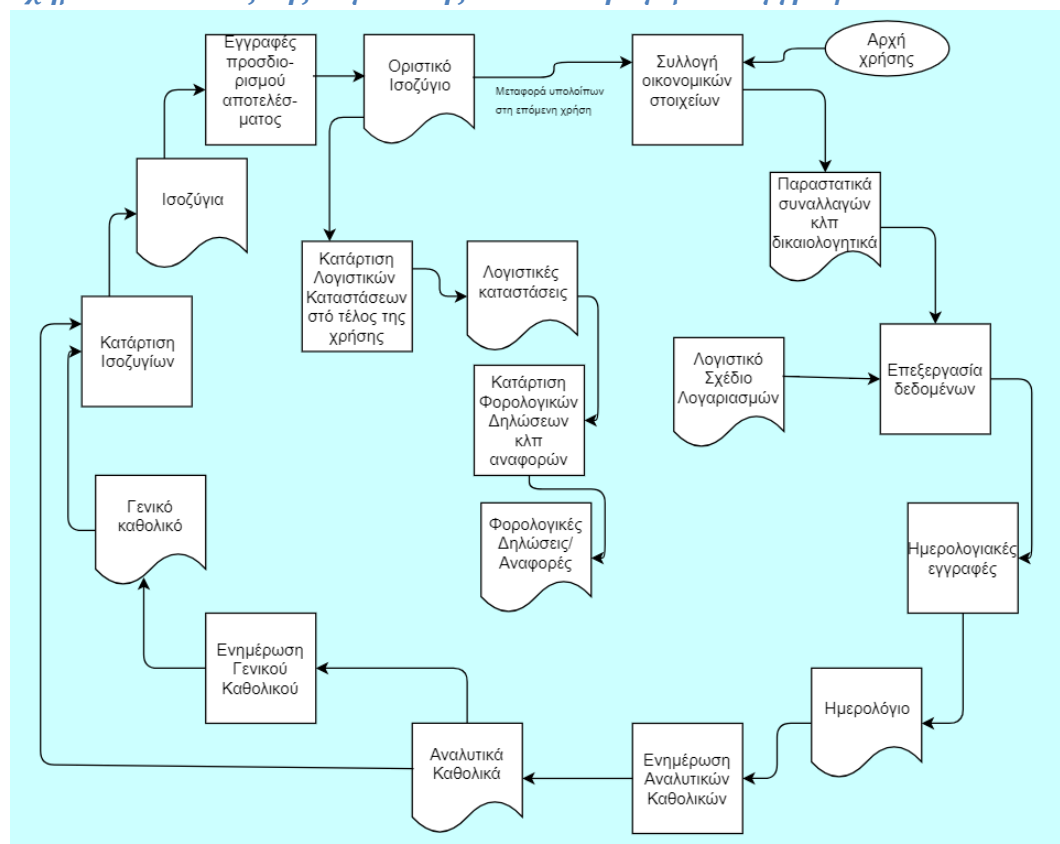 Εγγραφές
προσδιο-
ρισμού
αποτελέσ-
ματος
Οριστικό
Ισοζύγιο
Μεταφορά υπολοίπων
στη επόμενη χρήση
Συλλογή
οικονομικών
στοιχείων
Αρχή
χρήσης
Ισοζύγια
Παραστατικά
συναλλαγών
κλπ
δικαιολογητικά
Κατάρτιση
Λογιστικών
Καταστάσεων
στό τέλος της
χρήσης
Λογιστικές
καταστάσεις
Κατάρτιση
Ισοζυγίων
Λογιστικό
Σχέδιο
Λογαριασμών
Επεξεργασία
δεδομένων
Κατάρτιση
Φορολογικών
Δηλώσεων
κλπ
αναφορών
Γενικό
καθολικό
Φορολογικές
Δηλώσεις/
Αναφορές
Ημερολογιακές
εγγραφές
Ενημέρωση
Γενικού
Καθολικού
Ημερολόγιο
Αναλυτικά
Καθολικά
Ενημέρωση
Αναλυτικών
Καθολικών